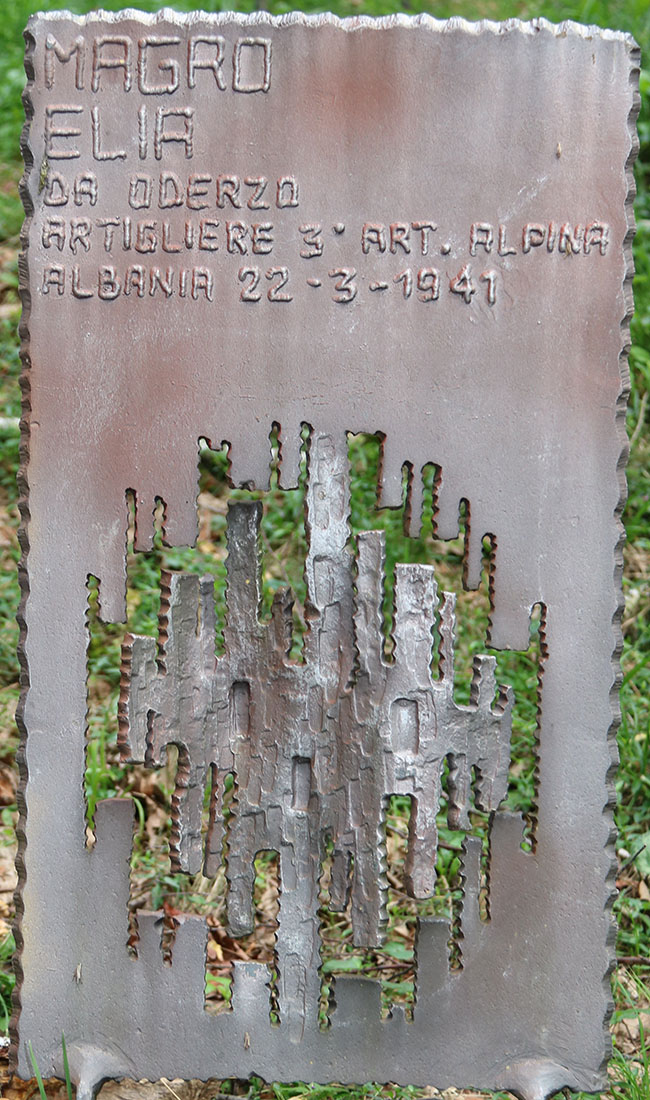 MAGRO
ELIA
DA ODERZO
ARTIGLIERE 3° ART. ALPINA
ALBANIA 22-3-1941